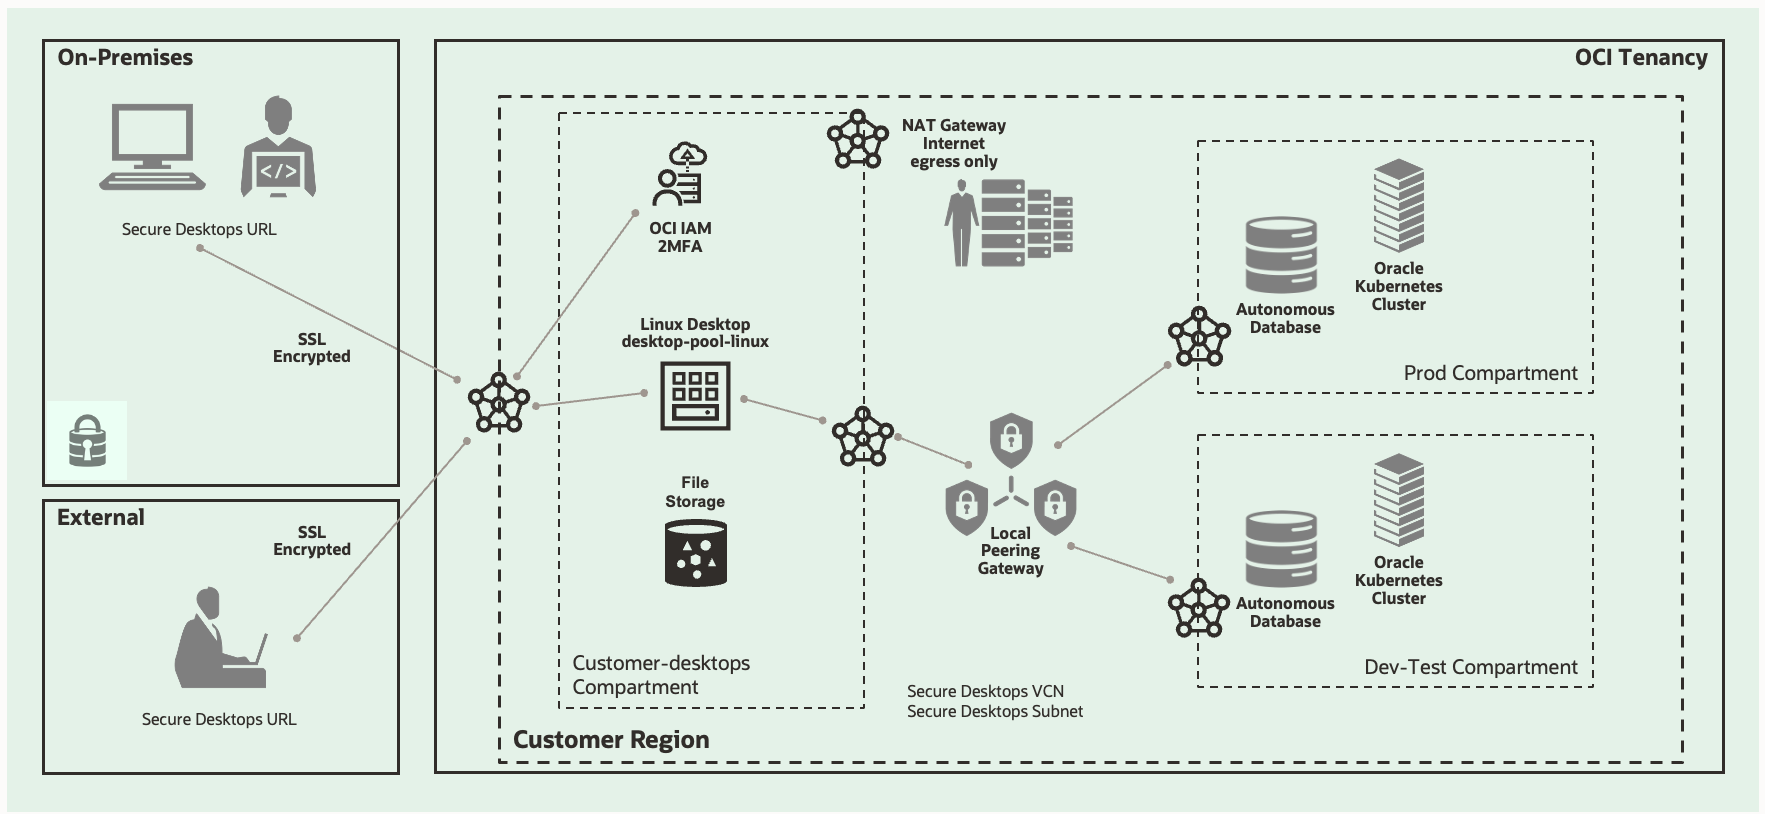 On-Premises
</>
Secure Desktops URL
SSL
Encrypted
External
SSL
Encrypted
Secure Desktops URL
OCI Tenancy
NAT Gateway
Internet
egress only
OCI IAM
2MFA
Linux Desktop
desktop-pool-linux
File
Storage
Customer-desktops
Compartment
Local
Peering
Gateway
Secure Desktops VCN
Secure Desktops Subnet
Customer Region
Autonomous
Database
Oracle
Kubernetes
Cluster
Prod Compartment
Autonomous
Database
Oracle
Kubernetes
Cluster
Dev-Test Compartment